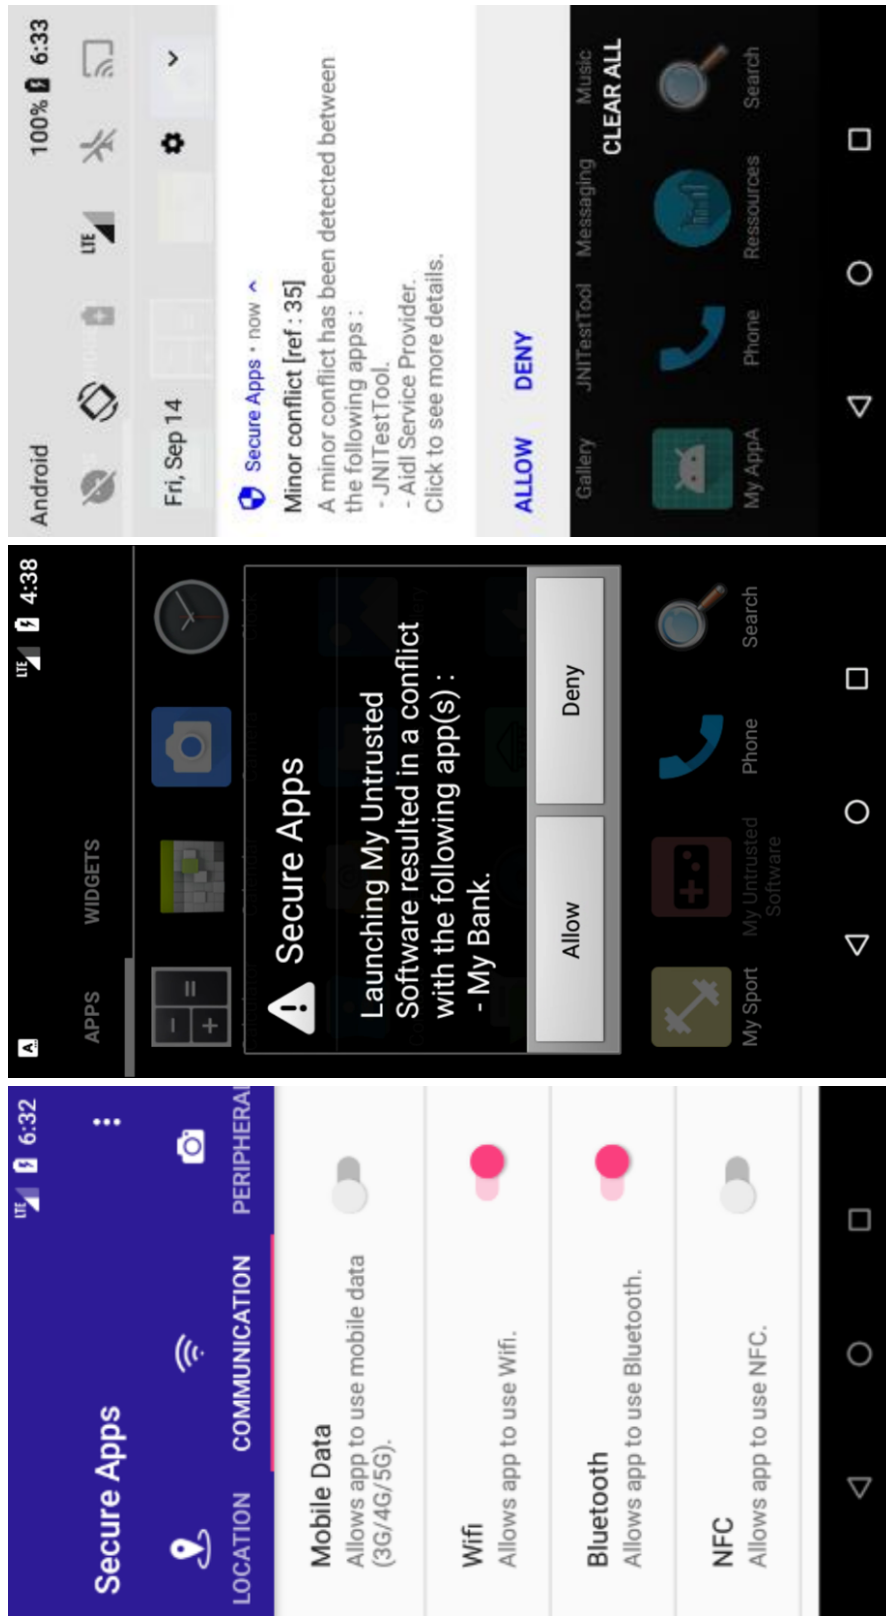 LTE 6:32
Secure Apps
LOCATION COMMUNICATION PERIPHERAL
Mobile Data
Allows app to use mobile data
(3G/4G/5G).
Wifi
Allows app to use Wifi.
Bluetooth
Allows app to use Bluetooth.
NFC
Allows app to use NFC.
A LTE 4:38
APPS WIDGETS
Secure Apps
Launching My Untrusted
Software resulted in a conflict
with the following app(s) :
- My Bank.
Allow Deny
My Sport My Untrusted Phone Search
Software
Android 100% 6:33
LTE
Fri, Sep 14
Secure Apps • now
Minor conflict [ref : 35]
A minor conflict has been detected between
the following apps :
- JNITestTool.
- Aidl Service Provider.
Click to see more details.
ALLOW DENY
Gallery JNITestTool Messaging Music
CLEAR ALL
My AppA Phone Ressources Search